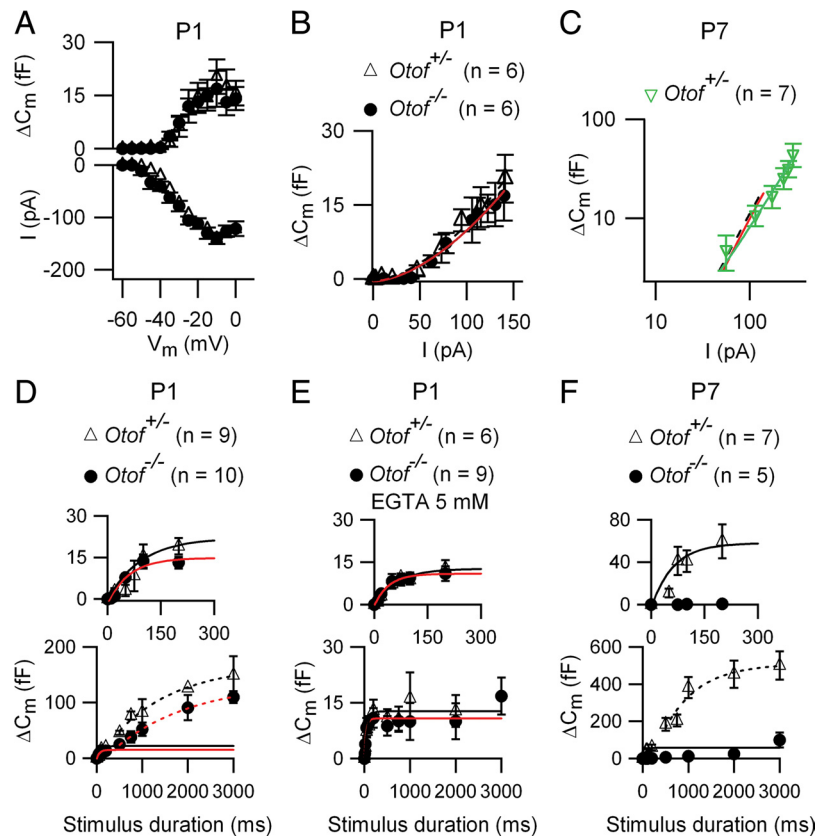 A
P1
ΔCm (fF)
30
15
0
I (pA)
-100
-200
-60 -40 -20 0
Vm (mV)
B
P1
Otof+/- (n = 6)
Otof-/- (n = 6)
ΔCm (fF)
30
15
0
0 50 100 150
I (pA)
C
P7
Otof+/- (n = 7)
ΔCm (fF)
100
10
10 100
I (pA)
D
P1
Otof+/- (n = 9)
Otof-/- (n = 10)
30
15
0
0 150 300
ΔCm (fF)
200
100
0
0 1000 2000 3000
Stimulus duration (ms)
E
P1
Otof+/- (n = 6)
Otof-/- (n = 9)
EGTA 5 mM
30
15
0
0 150 300
ΔCm (fF)
30
15
0
0 1000 2000 3000
Stimulus duration (ms)
F
P7
Otof+/- (n = 7)
Otof-/- (n = 5)
80
40
0
0 100 200 300
ΔCm (fF)
600
400
200
0
0 1000 2000 3000
Stimulus duration (ms)